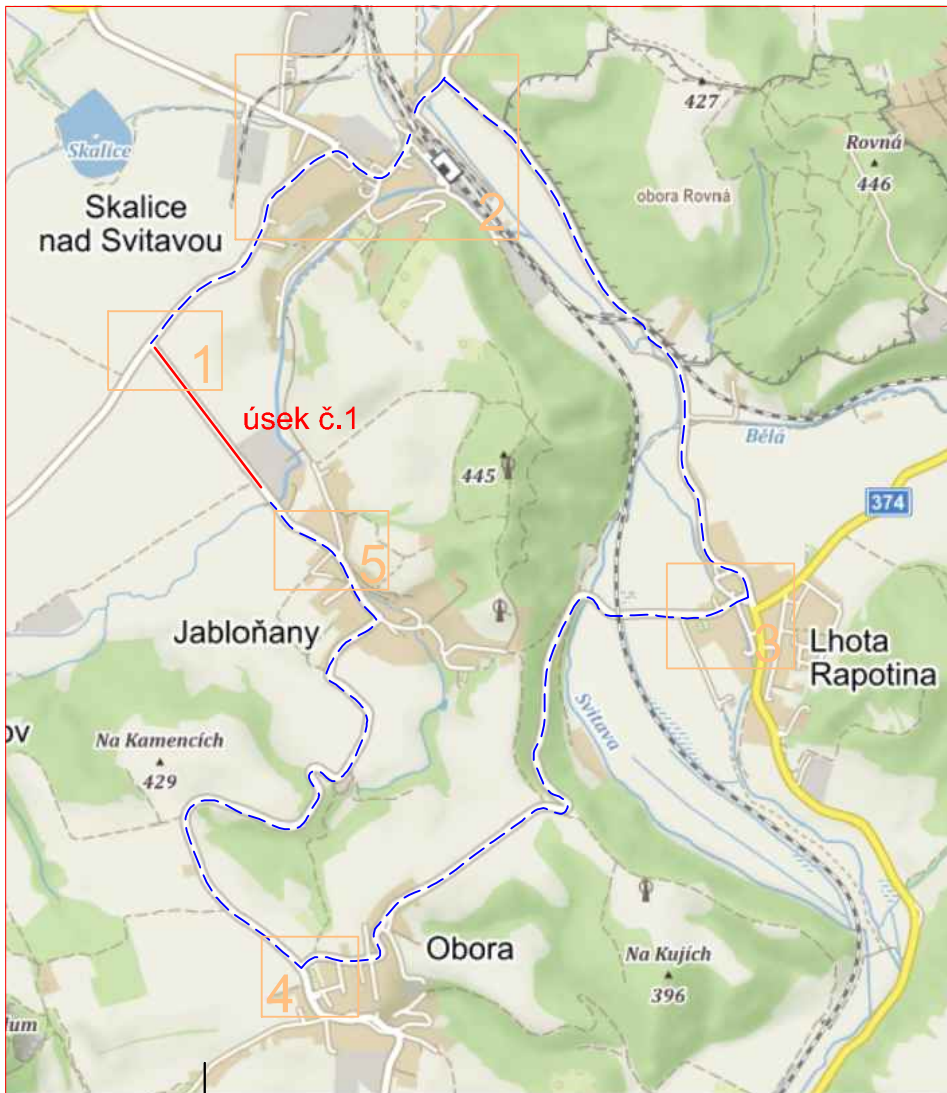 427
Rovná
446
Skalice
obora Rovná
Skalice
nad Svitavou
2
1
úsek č.1
Bělá
445
374
5
Jabloňany
3
Lhota
Rapotina
Svitava
ov
Na Kamencích
429
Obora
Na Kujích
396
4
lum